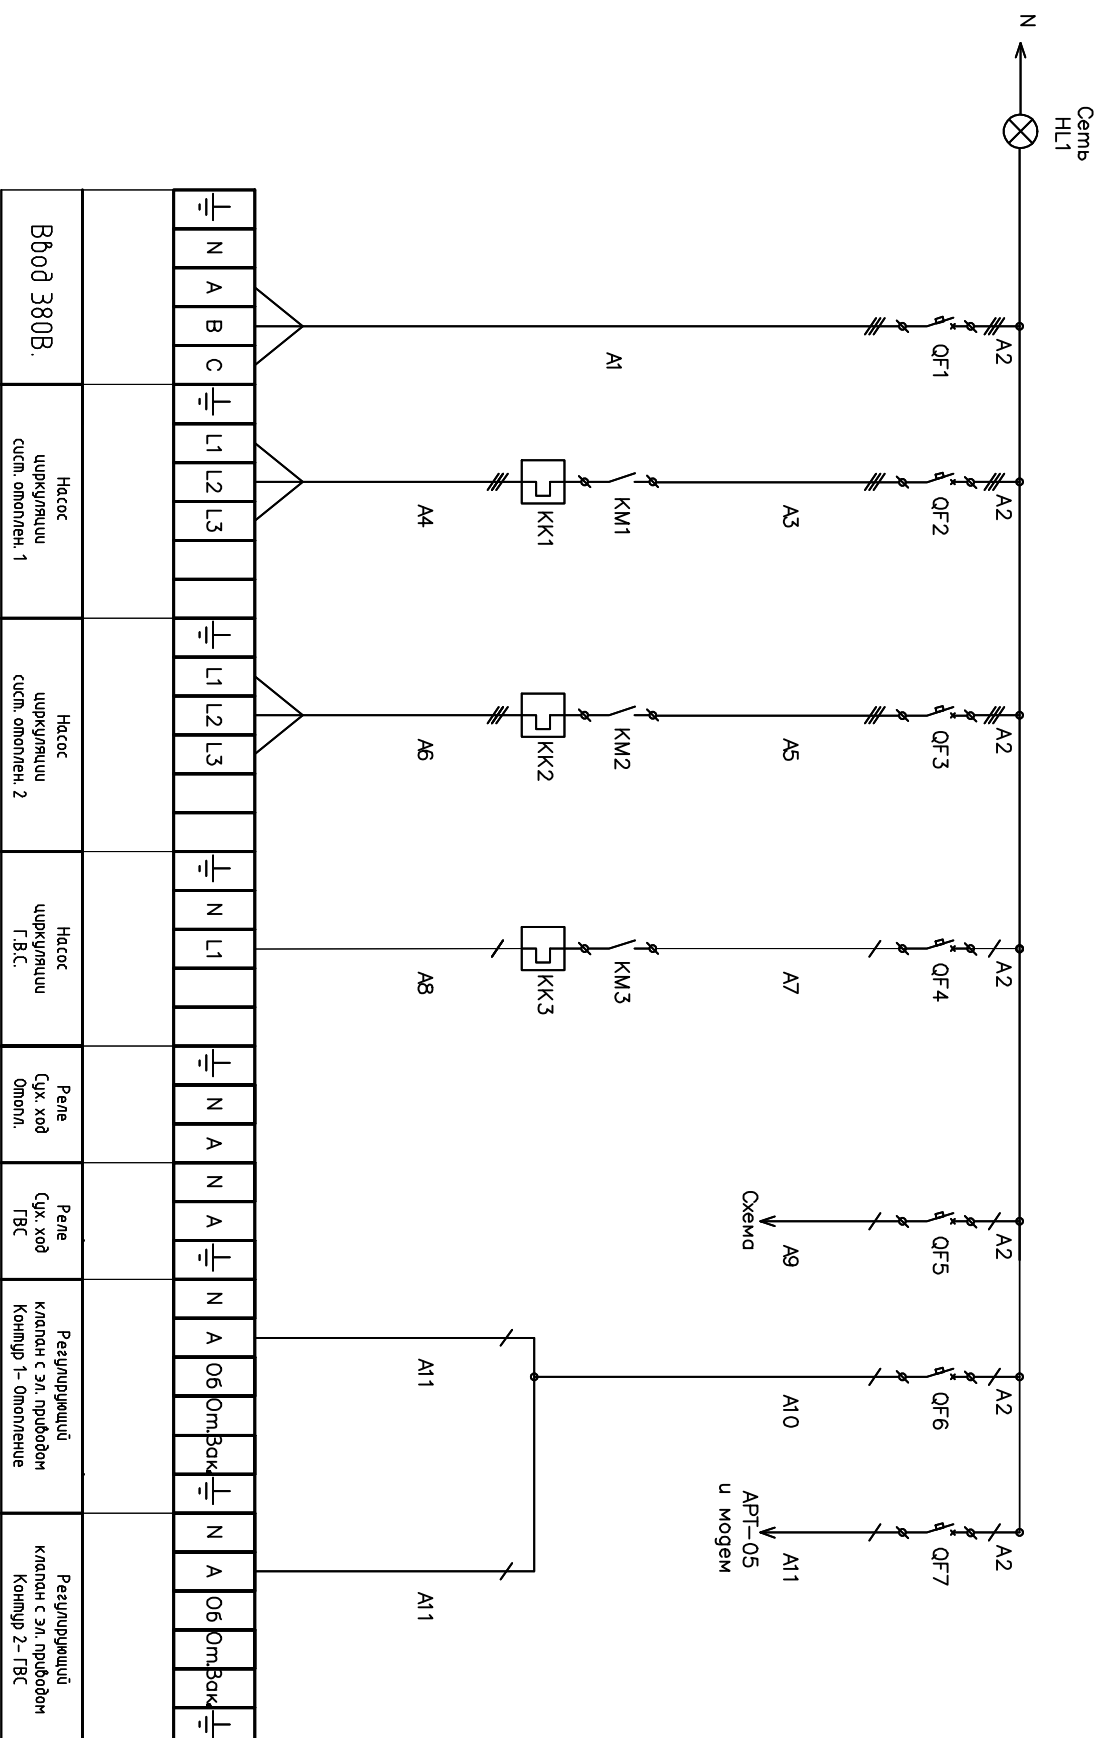 N
Сеть
HL1
A2
A2
A2
A2
A2
A2
A2
QF1
QF2
QF3
QF4
QF5
QF6
QF7
A1
A3
A5
A7
A9
A10
A11
Схема
АРТ-05
и модем
KM1
KM2
KM3
KK1
KK2
KK3
A4
A6
A8
A11
A11
N
A
B
C
L1
L2
L3
L1
L2
L3
N
L1
N
A
N
A
N
A
Об
От.
Зак.
N
A
Об
От.
Зак.
Ввод 380В.
Насос
циркуляции
сист. отоплен. 1
Насос
циркуляции
сист. отоплен. 2
Насос
циркуляции
Г.В.С.
Реле
Сух. ход
Отопл.
Реле
Сух. ход
ГВС
Регулирующий
клапан с эл. приводом
Контур 1- Отопление
Регулирующий
клапан с эл. приводом
Контур 2- ГВС